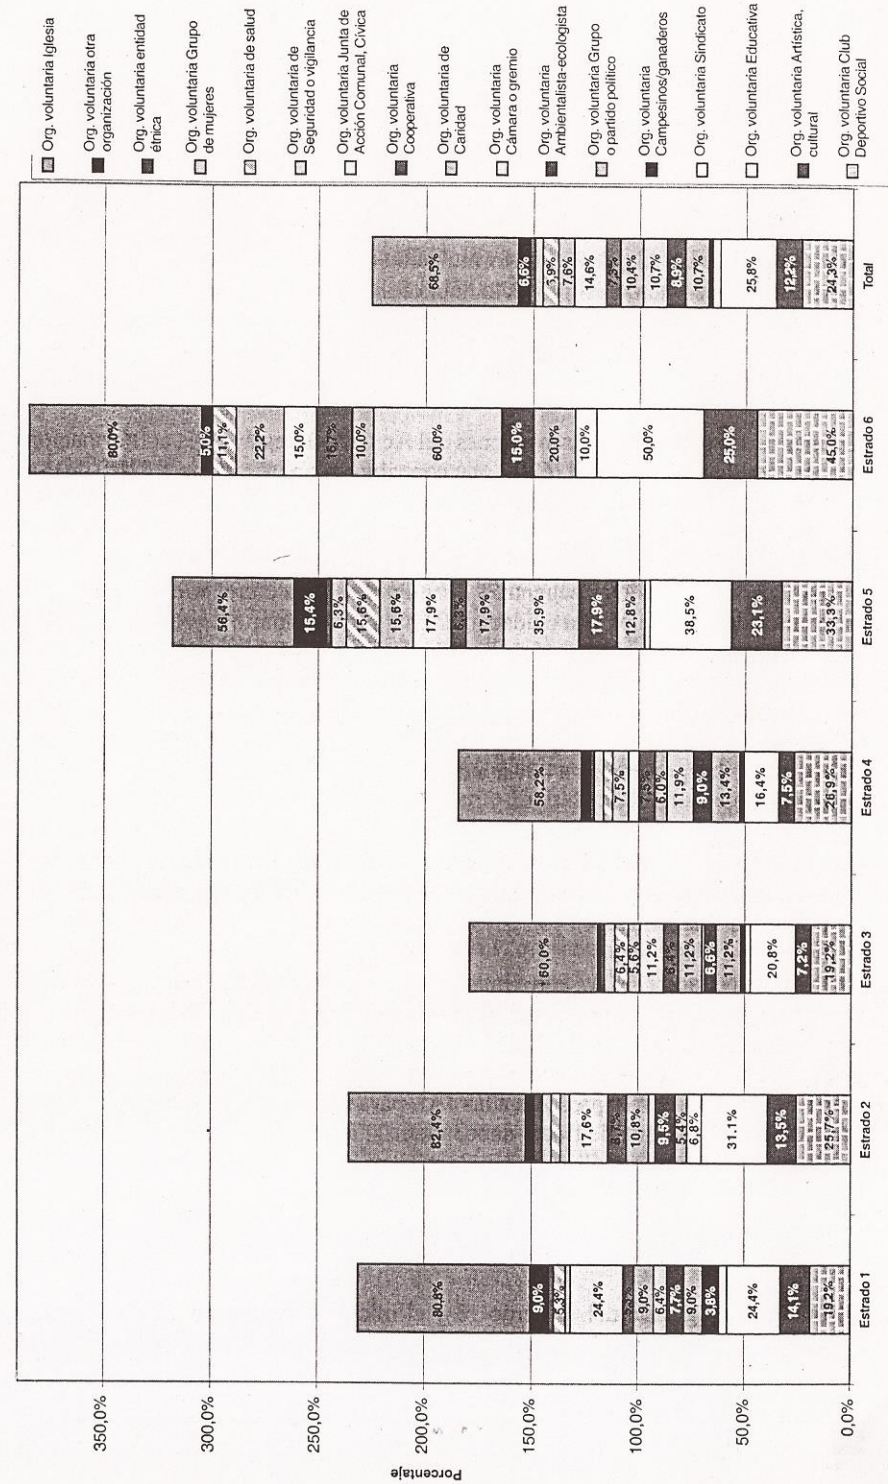 Porcentaje
350,0%
300,0%
250,0%
200,0%
150,0%
100,0%
50,0%
0,0%
80,8%
9,0%
5,3%
24,4%
9,0%
6,4%
7,7%
9,0%
3,8%
24,4%
14,1%
19,2%
Estrado 1
82,4%
17,6%
10,8%
9,5%
5,4%
6,8%
31.1%
13,5%
25,7%
Estrado 2
60,0%
6,4%
5,6%
11,2%
6,4%
11,2%
6,6%
11,2%
20,8%
7,2%
19,2%
Estrado 3
58,2%
7,5%
7,5%
6,0%
11,9%
9,0%
13,4%
16,4%
7,5%
26,9%
Estrado 4
56,4%
15,4%
6,3%
15,6%
15,6%
17,9%
17,9%
35,9%
17,9%
12,8%
38,5%
23,1%
33,3%
Estrado 5
80,0%
5,0%
11,1%
22,2%
15,0%
16,7%
10,0%
60,0%
15,0%
20,0%
10,0%
50,0%
25,0%
45,0%
Estrado 6
68,5%
6,6%
7,6%
14,6%
7,3%
10,4%
10,7%
8,9%
10,7%
25,8%
12,2%
24,3%
Total
Org. voluntaria Iglesia
Org. voluntaria otra
organización
Org. voluntaria entidad
étnica
Org. voluntaria Grupo
de mujeres
Org. voluntaria de salud
Org. voluntaria de
Seguridad o vigilancia
Org. voluntaria Junta de
Acción Comunal, Cívica
Org. voluntaria
Cooperativa
Org. voluntaria de
Caridad
Org. voluntaria
Cámara o gremio
Org. voluntaria
Ambientalista-ecologista
Org. voluntaria Grupo
o partido político
Org. voluntaria
Campesinos/ganaderos
Org. voluntaria Sindicato
Org. voluntaria Educativa
Org. voluntaria Artística,
cultural
Org. voluntaria Club
Deportivo Social